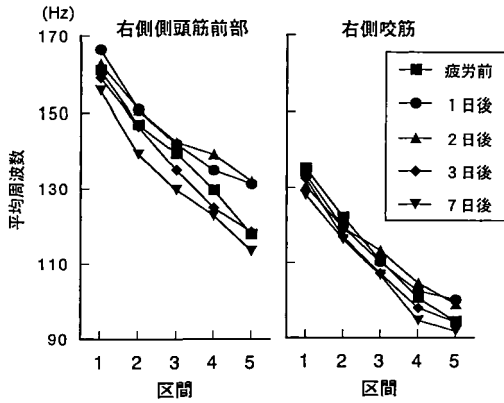 (Hz)
右側側頭筋前部
右側咬筋
170
150
130
110
90
平均周波数
1 2 3 4 5
区間
1 2 3 4 5
区間
疲労前
1日後
2日後
3日後
7日後